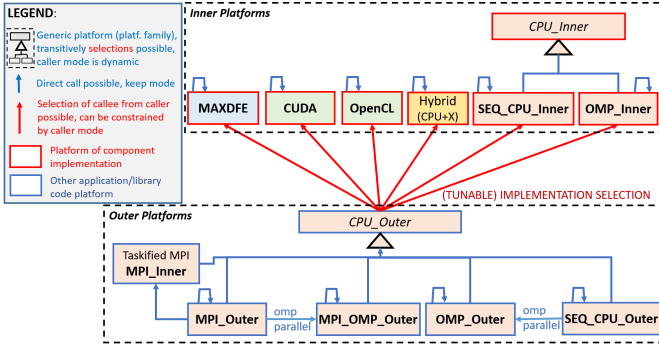 LEGEND:
Generic platform (platf. family),
transitively selections possible,
caller mode is dynamic
Direct call possible, keep mode
Selection of callee from caller
possible, can be constrained
by caller mode
Platform of component
implementation
Other application/library
code platform
Inner Platforms
CPU_Inner
MAXDFE
CUDA
OpenCL
Hybrid
(CPU+X)
SEQ_CPU_Inner
OMP_Inner
(TUNABLE) IMPLEMENTATION SELECTION
Outer Platforms
CPU_Outer
Taskified MPI
MPI_Inner
MPI_Outer
omp
parallel
MPI_OMP_Outer
OMP_Outer
omp
parallel
SEQ_CPU_Outer